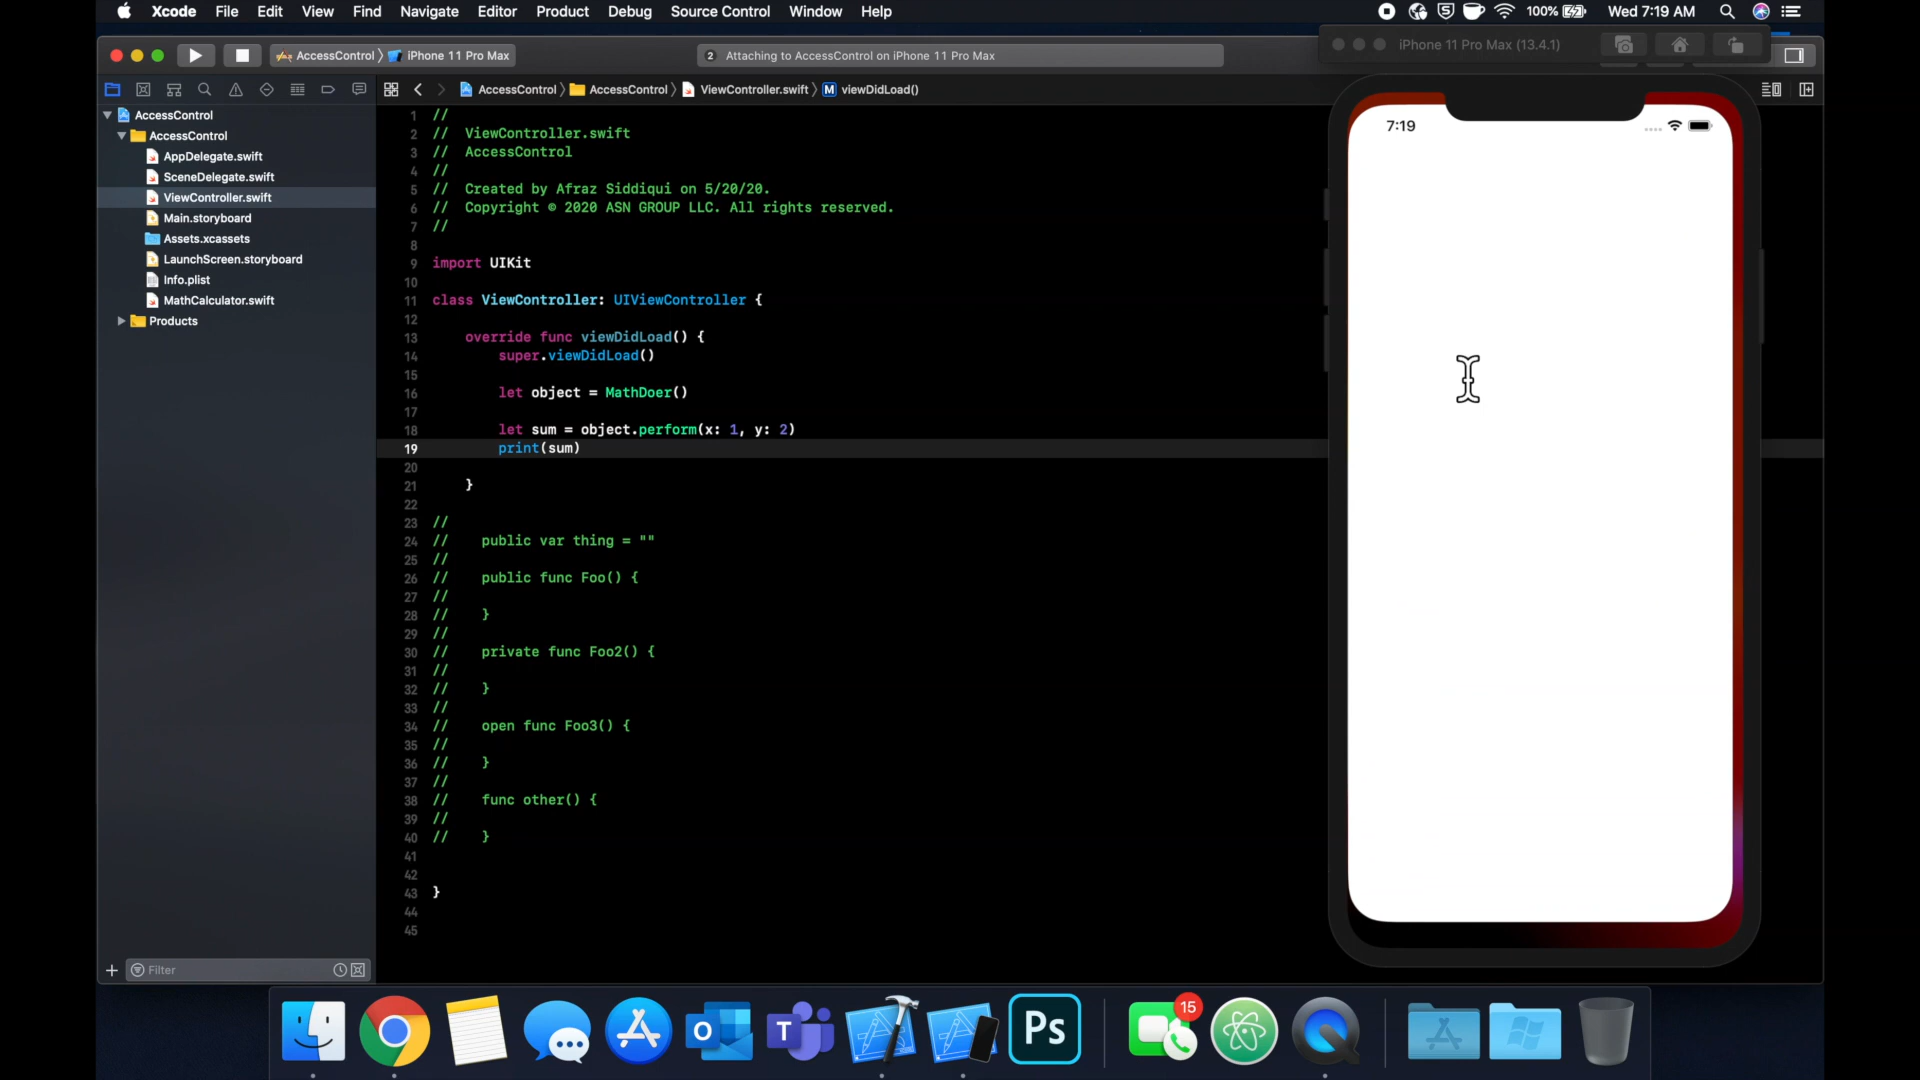 Xcode File Edit View Find Navigate Editor Product Debug Source Control Window Help
100% Wed 7:19 AM
AccessControl iPhone 11 Pro Max
2 Attaching to AccessControl on iPhone 11 Pro Max
iPhone 11 Pro Max (13.4.1)
AccessControl AccessControl ViewController.swift M viewDidLoad()
AccessControl
AccessControl
AppDelegate.swift
SceneDelegate.swift
ViewController.swift
Main.storyboard
Assets.xcassets
LaunchScreen.storyboard
Info.plist
MathCalculator.swift
Products
Filter
1 //
2 // ViewController.swift
3 // AccessControl
4 //
5 // Created by Afraz Siddiqui on 5/20/20.
6 // Copyright © 2020 ASN GROUP LLC. All rights reserved.
7 //
8
9 import UIKit
10
11 class ViewController: UIViewController {
12
13 override func viewDidLoad() {
14 super.viewDidLoad()
15
16 let object = MathDoer()
17
18 let sum = object.perform(x: 1, y: 2)
19 print(sum)
20
21 }
22
23 //
24 // public var thing = ""
25 //
26 // public func Foo() {
27 //
28 // }
29 //
30 // private func Foo2() {
31 //
32 // }
33 //
34 // open func Foo3() {
35 //
36 // }
37 //
38 // func other() {
39 //
40 // }
41
42
43 }
44
45
7:19
T
Ps
15